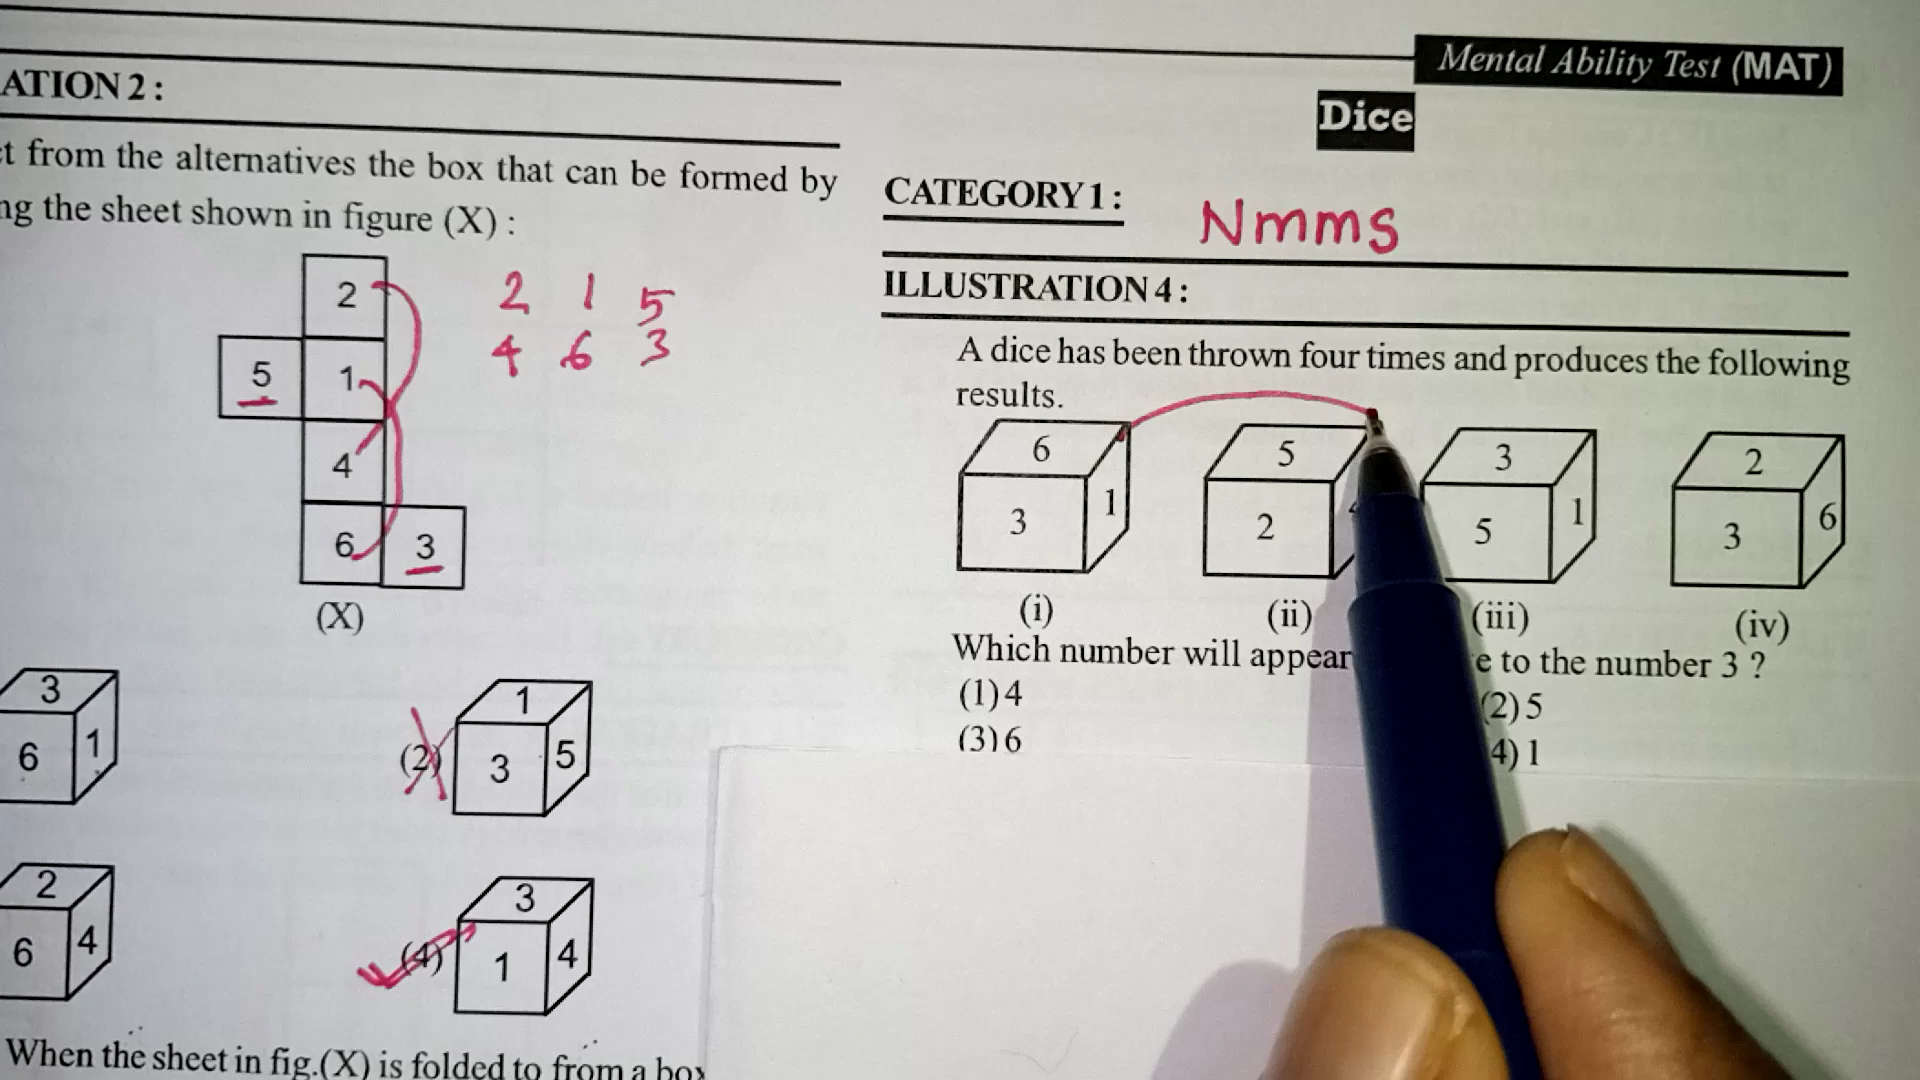 Mental Ability Test (MAT)
ATION 2 :
t from the alternatives the box that can be formed by
ng the sheet shown in figure (X) :
2
5 1
4
6 3
(X)
2 1 5
4 6 3
3
6 1
(2)
1
3 5
2
6 4
(4)
3
1 4
When the sheet in fig.(X) is folded to from a box
Dice
CATEGORY 1 :
Nmms
ILLUSTRATION 4 :
A dice has been thrown four times and produces the following
results.
6 5 3 2
3 1 2 5 1 3 6
(i) (ii) (iii) (iv)
Which number will appear e to the number 3 ?
(1) 4 (2) 5
(3) 6 4) 1